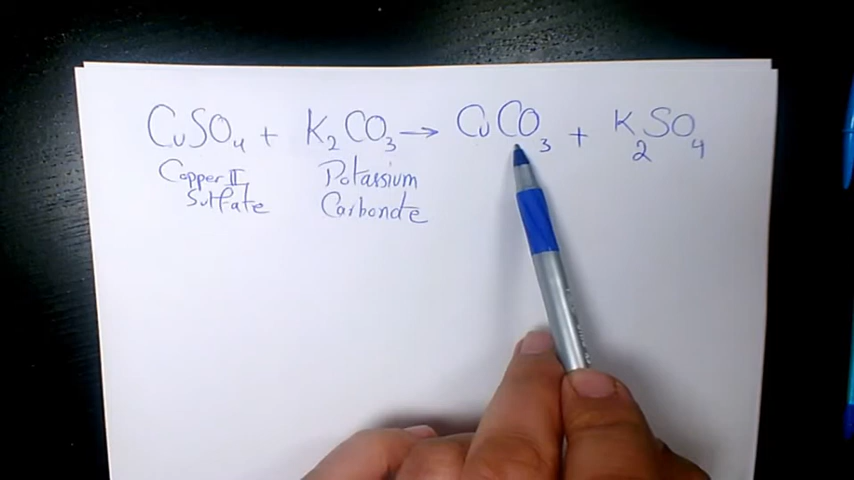 CuSO₄ + K₂CO₃ → CuCO₃ + K₂SO₄
Copper II Potassium
Sulfate Carbonate